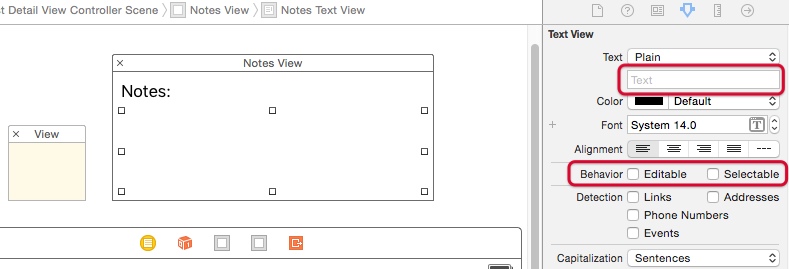 st Detail View Controller Scene Notes View Notes Text View
Notes View
Notes:
View
Text View
Text Plain
Text
Color Default
Font System 14.0 T
Alignment
Behavior Editable Selectable
Detection Links Addresses
Phone Numbers
Events
Capitalization Sentences